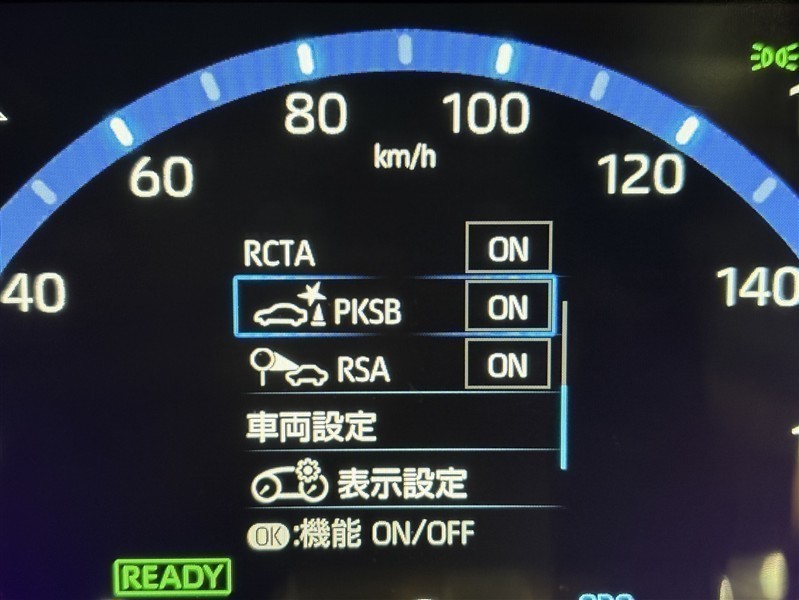 80
100
km/h
60
120
40
140
RCTA ON
PKSB ON
RSA ON
車両設定
表示設定
OK:機能 ON/OFF
READY